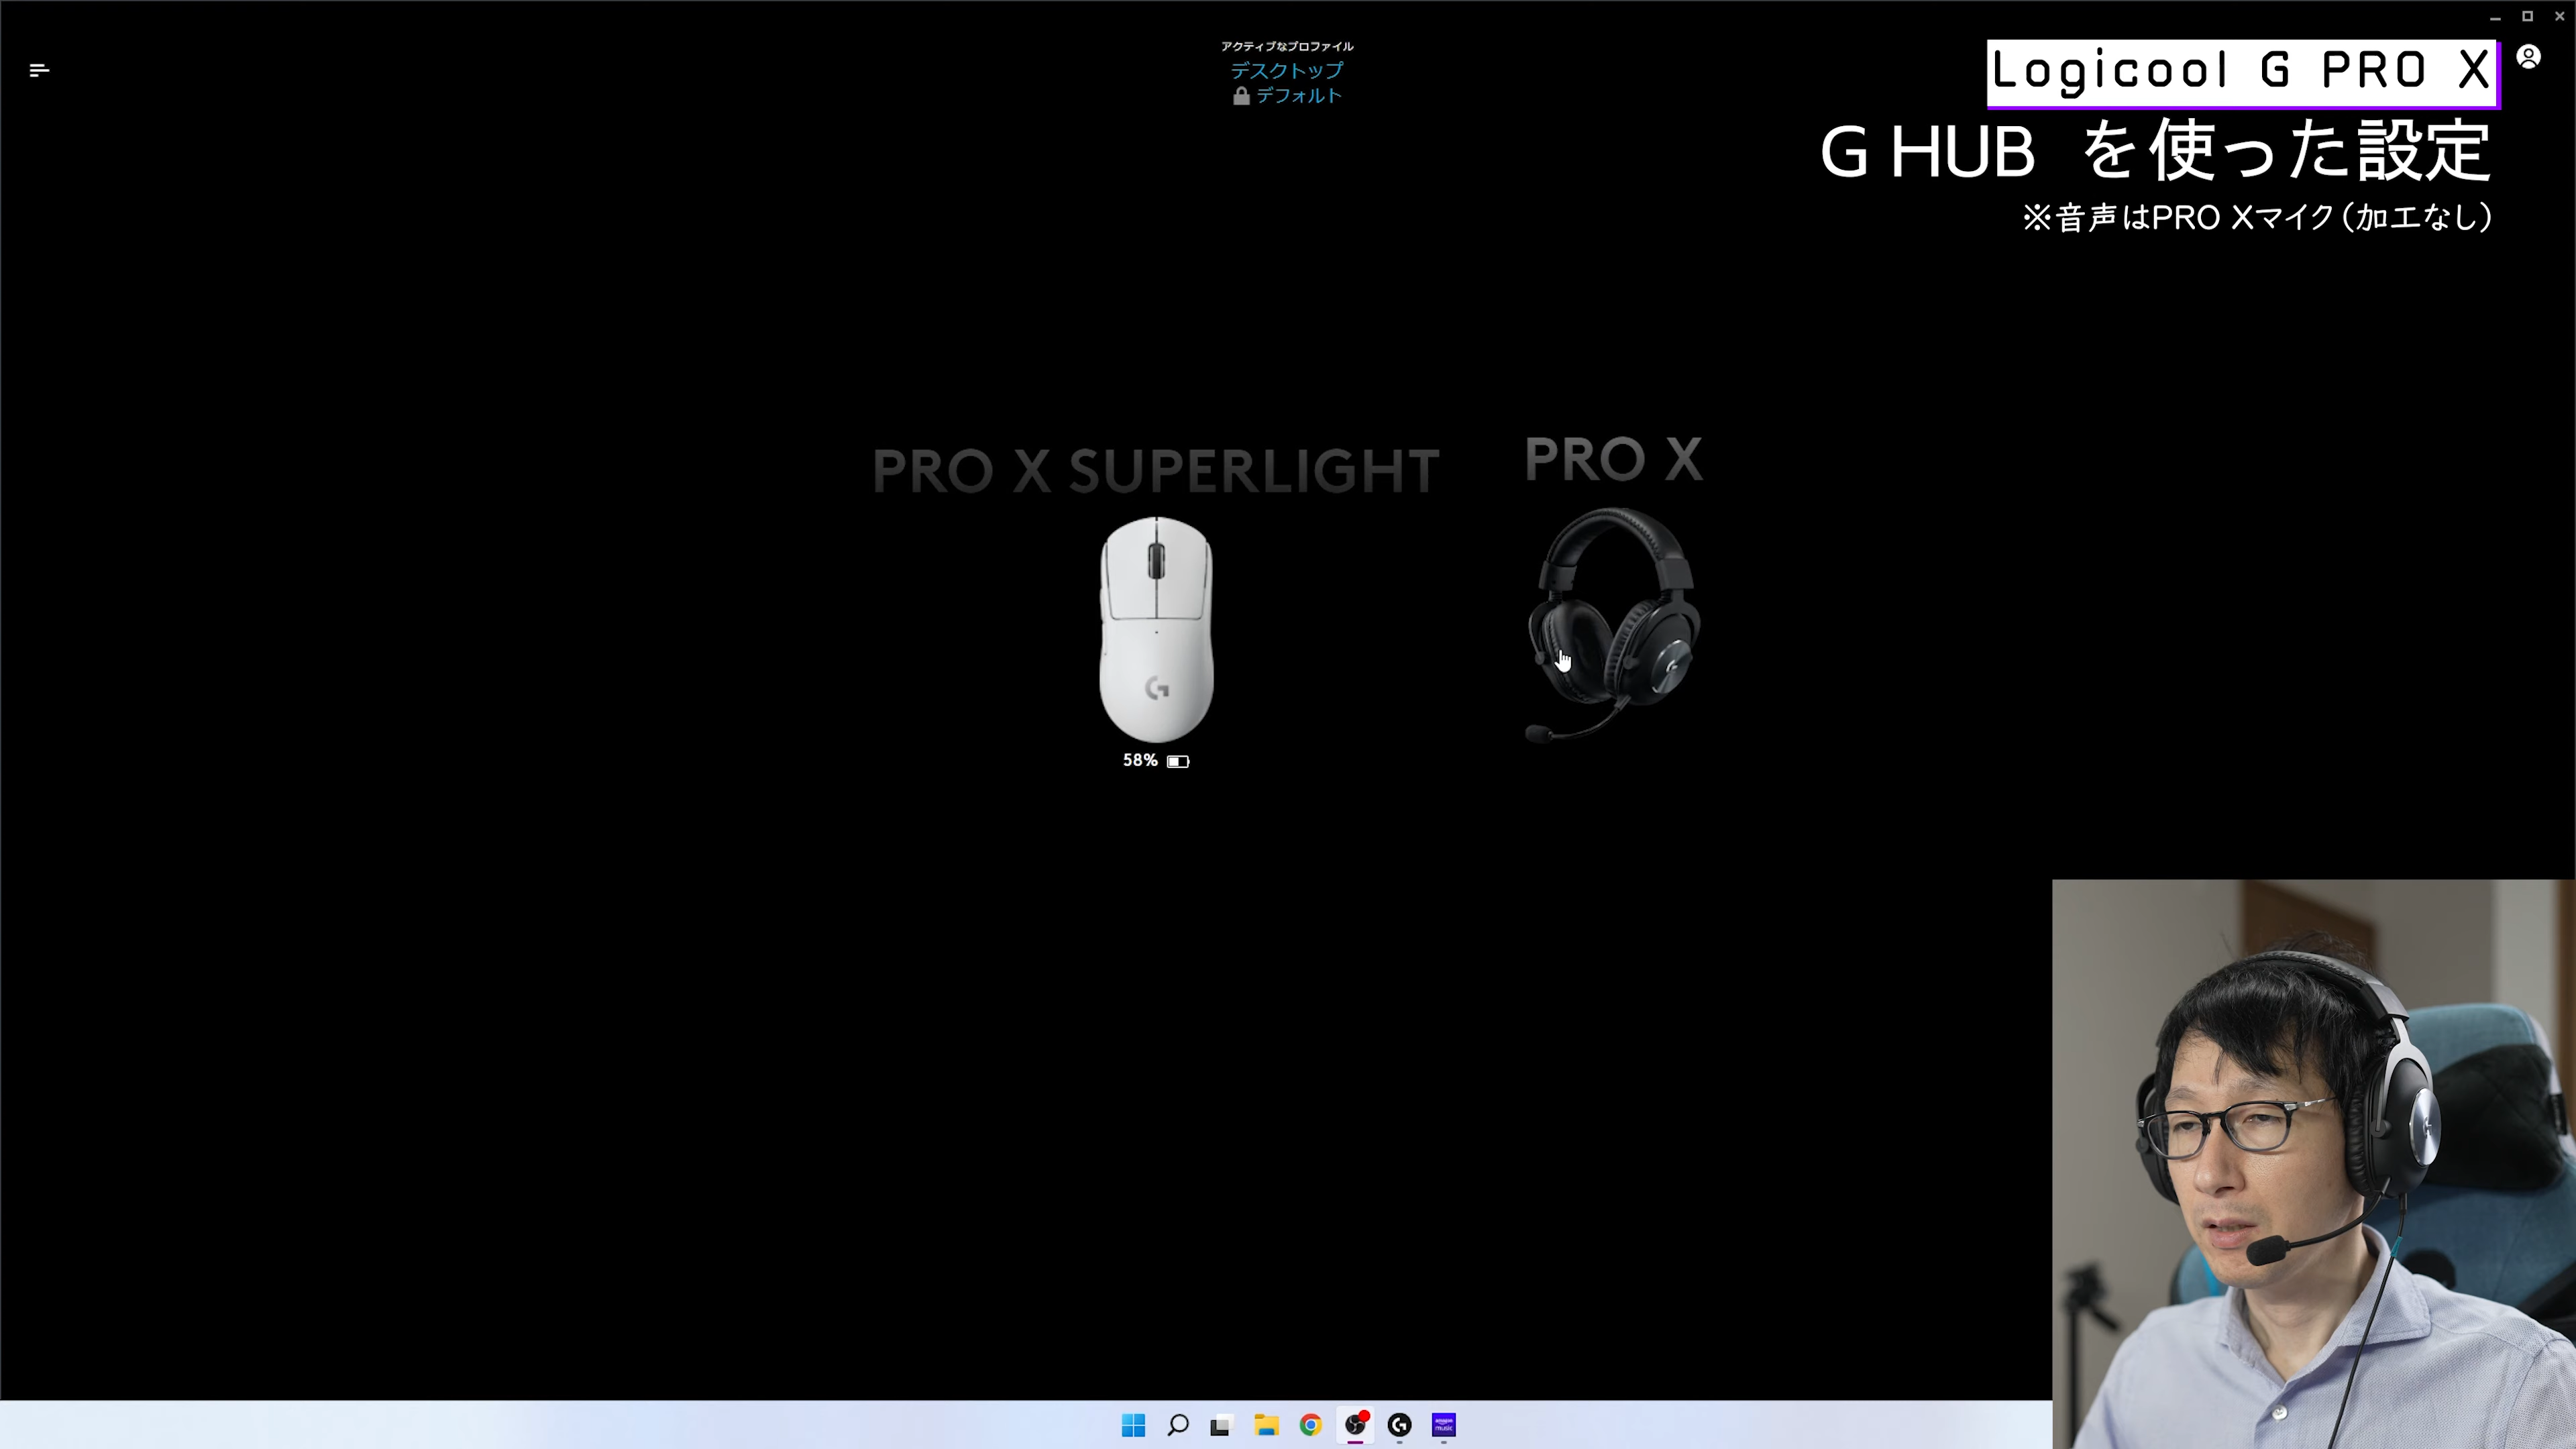 アクティブなプロファイル
デスクトップ
デフォルト
Logicool G PRO X
G HUB を使った設定
※音声はPRO Xマイク(加工なし)
PRO X SUPERLIGHT
PRO X
58%
amazon music